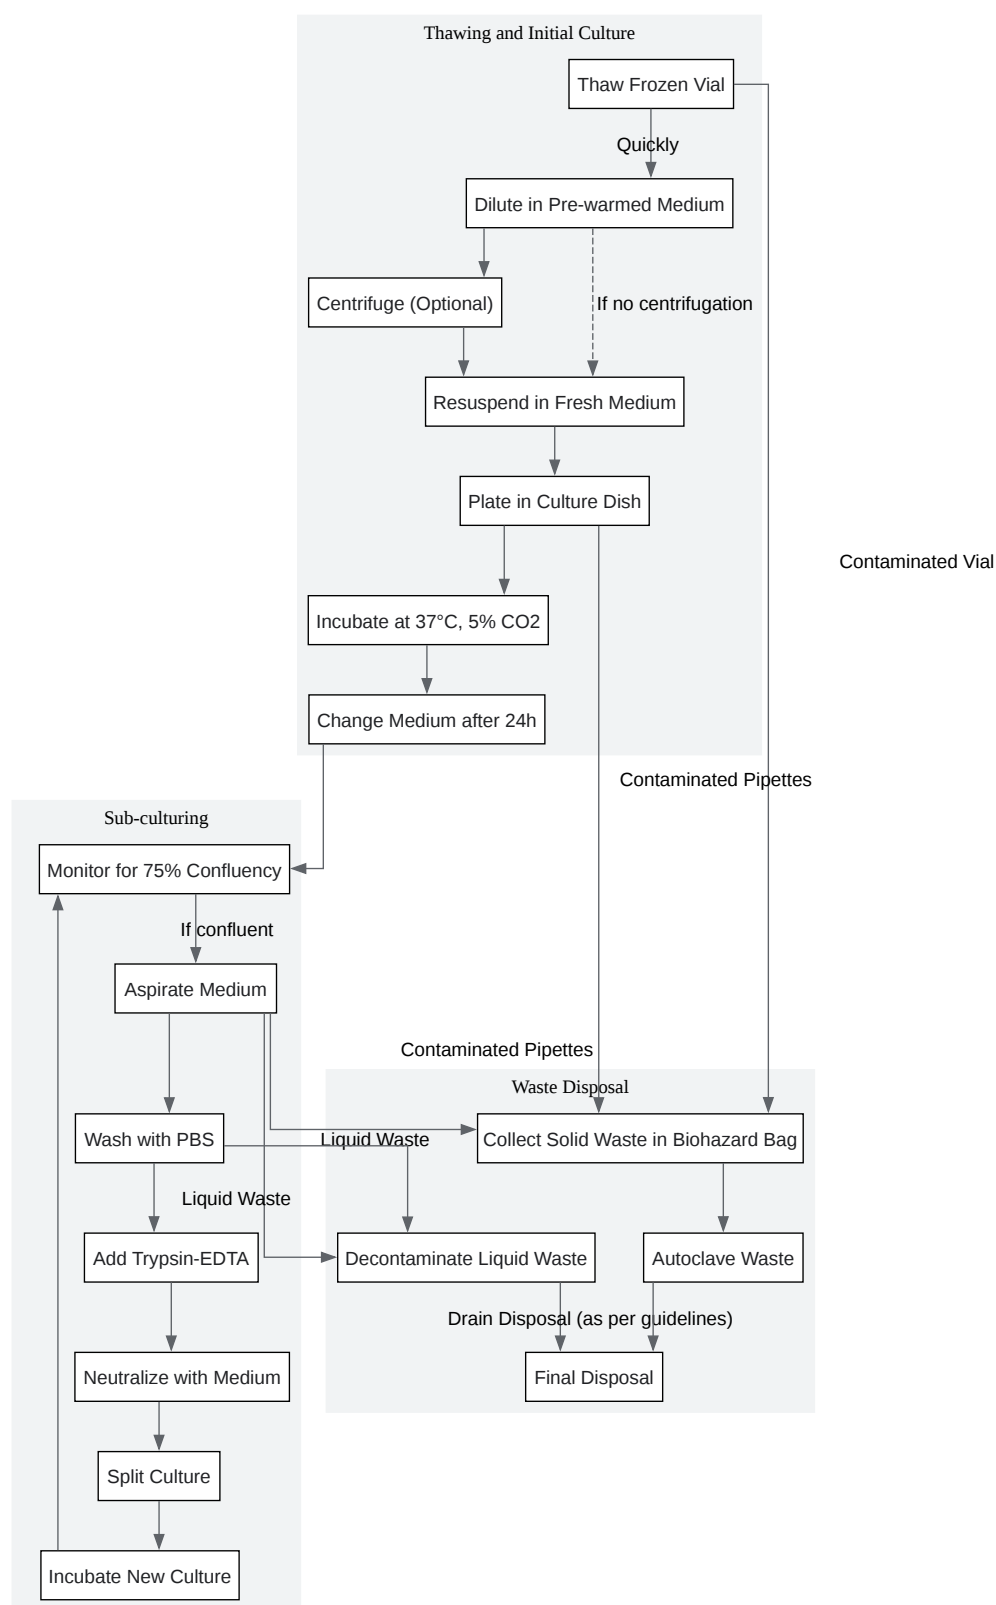 Thawing and Initial Culture
Thaw Frozen Vial
Quickly
Dilute in Pre-warmed Medium
Centrifuge (Optional)
If no centrifugation
Resuspend in Fresh Medium
Plate in Culture Dish
Contaminated Vial
Incubate at 37°C, 5% CO2
Change Medium after 24h
Contaminated Pipettes
Sub-culturing
Monitor for 75% Confluency
If confluent
Aspirate Medium
Contaminated Pipettes
Waste Disposal
Wash with PBS
Liquid Waste
Collect Solid Waste in Biohazard Bag
Liquid Waste
Add Trypsin-EDTA
Decontaminate Liquid Waste
Autoclave Waste
Drain Disposal (as per guidelines)
Neutralize with Medium
Final Disposal
Split Culture
Incubate New Culture